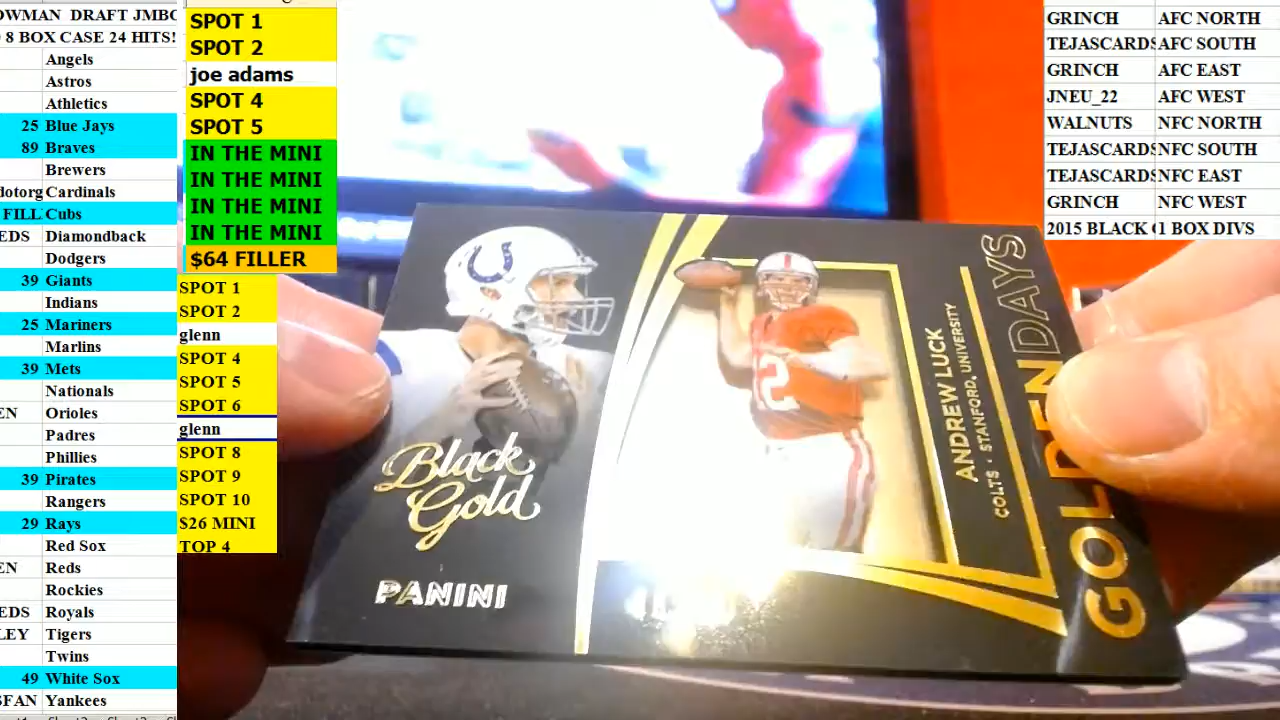 OWMAN DRAFT JMBC
8 BOX CASE 24 HITS!
Angels
Astros
Athletics
25 Blue Jays
89 Braves
Brewers
dotorg Cardinals
FILL Cubs
EDS Diamondback
Dodgers
39 Giants
Indians
25 Mariners
Marlins
39 Mets
Nationals
EN Orioles
Padres
Phillies
39 Pirates
Rangers
29 Rays
Red Sox
EN Reds
Rockies
EDS Royals
LEY Tigers
Twins
49 White Sox
SFAN Yankees
SPOT 1
SPOT 2
joe adams
SPOT 4
SPOT 5
IN THE MINI
IN THE MINI
IN THE MINI
IN THE MINI
$64 FILLER
SPOT 1
SPOT 2
glenn
SPOT 4
SPOT 5
SPOT 6
glenn
SPOT 8
SPOT 9
SPOT 10
$26 MINI
TOP 4
Black
Gold
PANINI
12
ANDREW LUCK
COLTS · STANFORD UNIVERSITY
GOLDEN DAYS
GRINCH AFC NORTH
TEJASCARDS AFC SOUTH
GRINCH AFC EAST
JNEU_22 AFC WEST
WALNUTS NFC NORTH
TEJASCARDS NFC SOUTH
TEJASCARDS NFC EAST
GRINCH NFC WEST
2015 BLACK 1 BOX DIVS